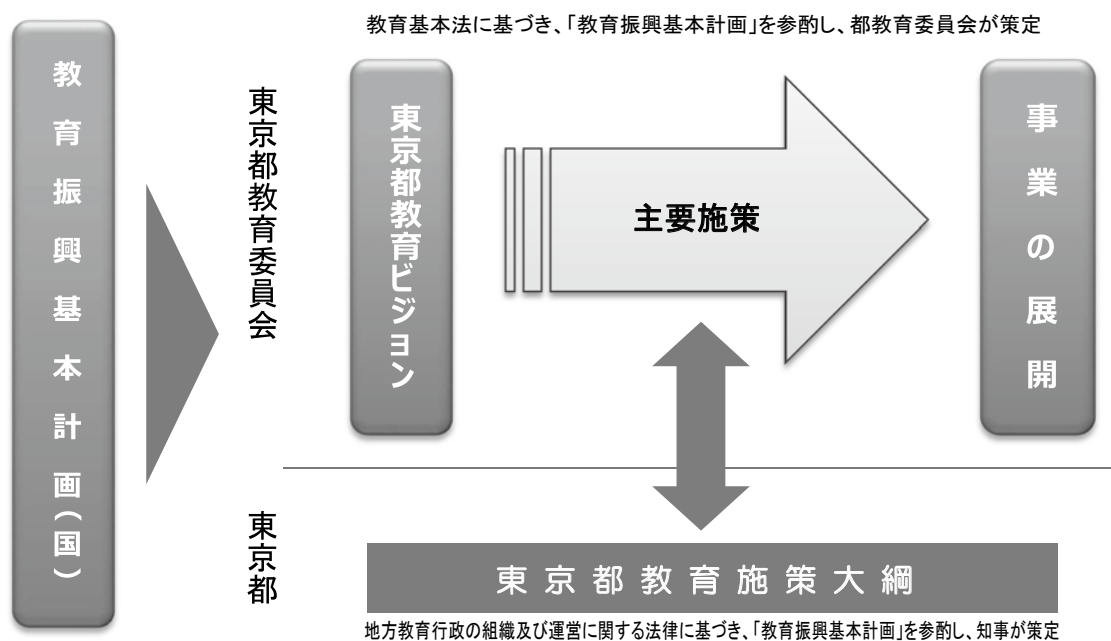 教育振興基本計画(国)
東京都教育委員会
教育基本法に基づき、「教育振興基本計画」を参酌し、都教育委員会が策定
東京都教育ビジョン
主要施策
事業の展開
東京都
東京都教育施策大綱
地方教育行政の組織及び運営に関する法律に基づき、「教育振興基本計画」を参酌し、知事が策定